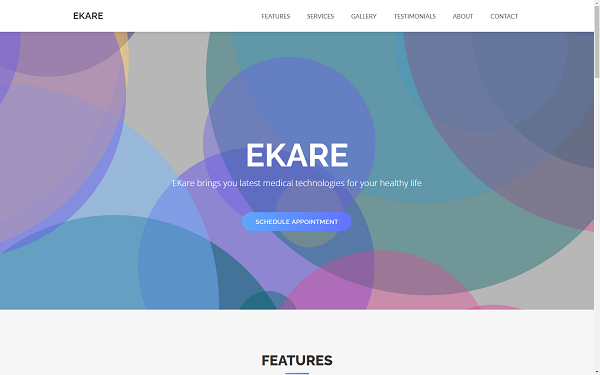 EKARE
FEATURES SERVICES GALLERY TESTIMONIALS ABOUT CONTACT
EKARE
EKare brings you latest medical technologies for your healthy life
SCHEDULE APPOINTMENT
FEATURES